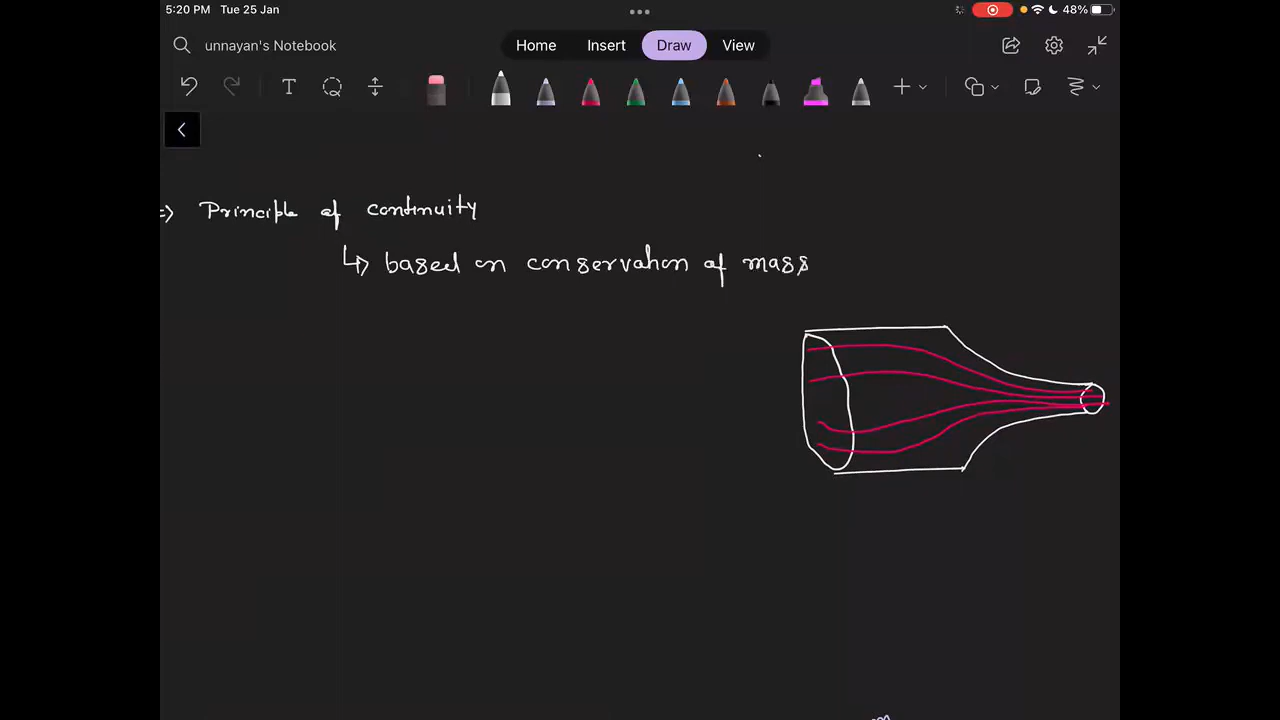 5:20 PM Tue 25 Jan
48%
unnayan's Notebook
Home Insert Draw View
T
=> Principle of continuity
↳ based on conservation of mass